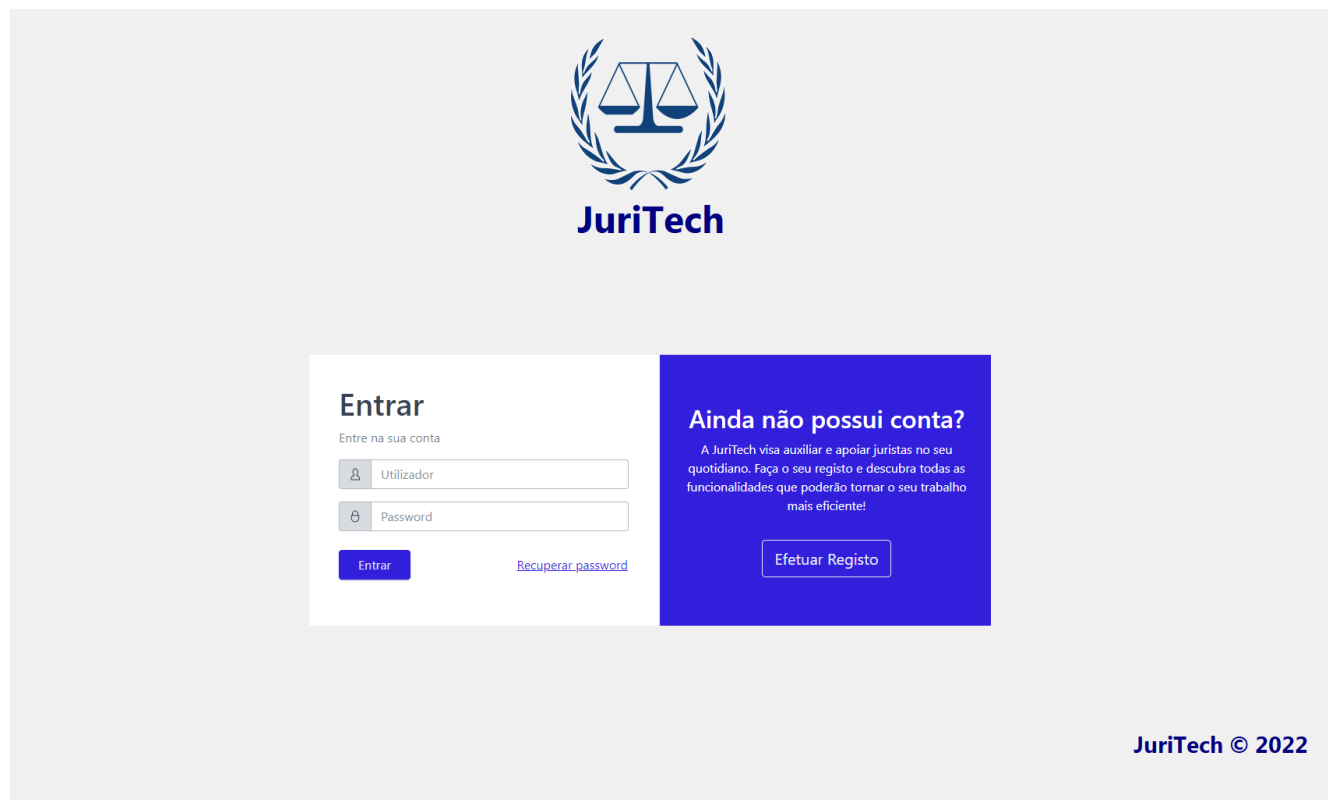 JuriTech
Entrar
Entre na sua conta
Utilizador
Password
Entrar
Recuperar password
Ainda não possui conta?
A JuriTech visa auxiliar e apoiar juristas no seu
quotidiano. Faça o seu registo e descubra todas as
funcionalidades que poderão tornar o seu trabalho
mais eficiente!
Efetuar Registo
JuriTech © 2022